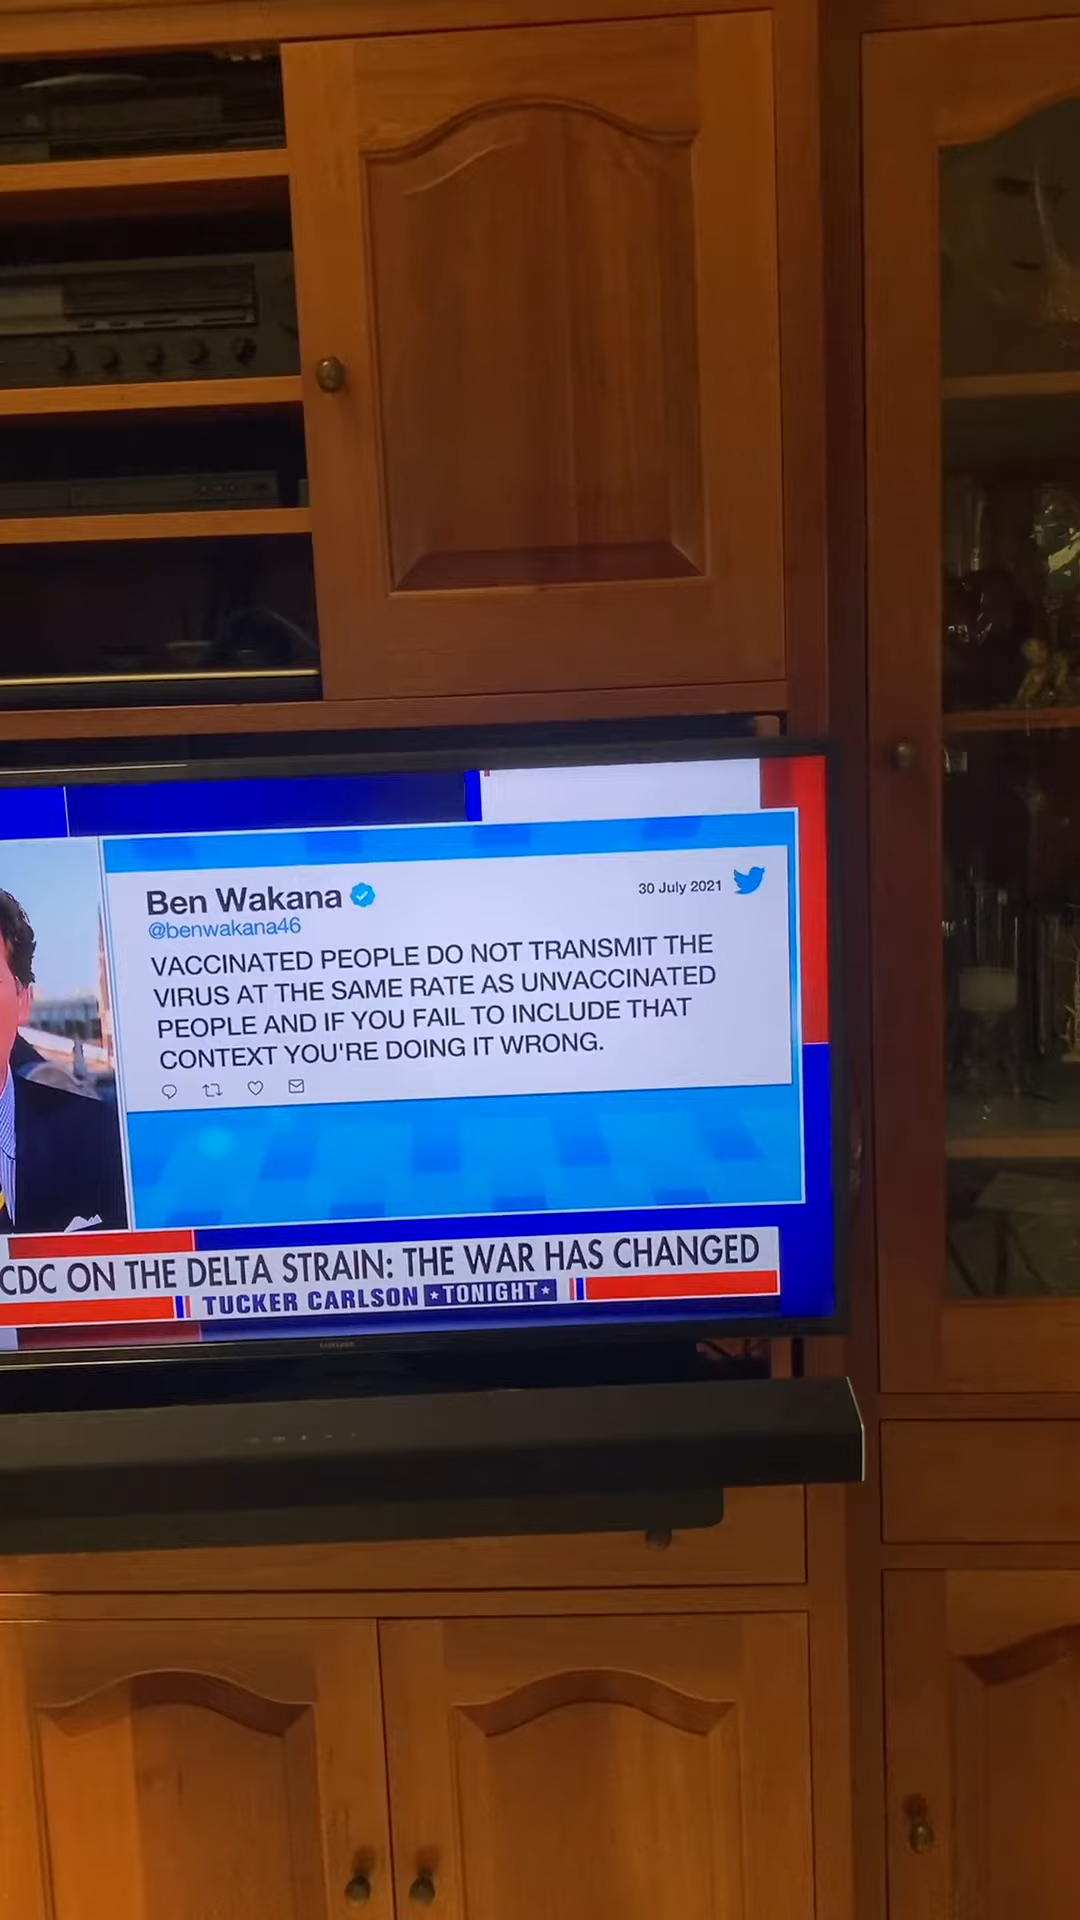 Ben Wakana
30 July 2021
@benwakana46
VACCINATED PEOPLE DO NOT TRANSMIT THE
VIRUS AT THE SAME RATE AS UNVACCINATED
PEOPLE AND IF YOU FAIL TO INCLUDE THAT
CONTEXT YOU'RE DOING IT WRONG.
CDC ON THE DELTA STRAIN: THE WAR HAS CHANGED
TUCKER CARLSON TONIGHT
SAMSUNG